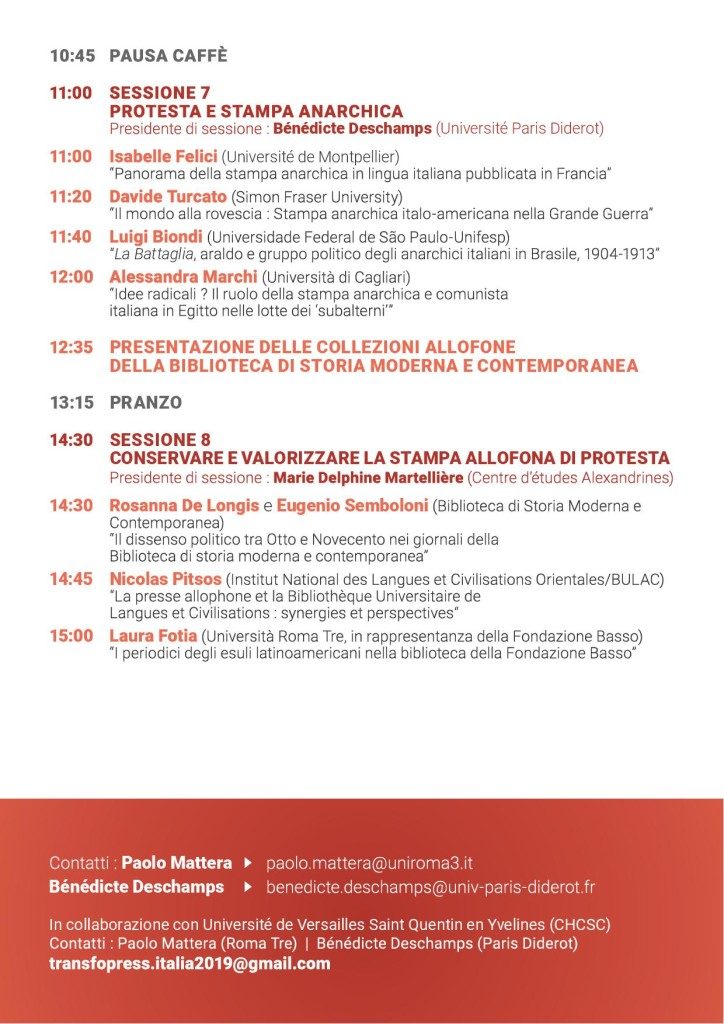 10:45 PAUSA CAFFÈ
11:00 SESSIONE 7
PROTESTA E STAMPA ANARCHICA
Presidente di sessione : Bénédicte Deschamps (Université Paris Diderot)
11:00 Isabelle Felici (Université de Montpellier)
“Panorama della stampa anarchica in lingua italiana pubblicata in Francia”
11:20 Davide Turcato (Simon Fraser University)
“Il mondo alla rovescia : Stampa anarchica italo-americana nella Grande Guerra”
11:40 Luigi Biondi (Universidade Federal de São Paulo-Unifesp)
“La Battaglia, araldo e gruppo politico degli anarchici italiani in Brasile, 1904-1913”
12:00 Alessandra Marchi (Università di Cagliari)
“Idee radicali ? Il ruolo della stampa anarchica e comunista
italiana in Egitto nelle lotte dei ‘subalterni’”
12:35 PRESENTAZIONE DELLE COLLEZIONI ALLOFONE
DELLA BIBLIOTECA DI STORIA MODERNA E CONTEMPORANEA
13:15 PRANZO
14:30 SESSIONE 8
CONSERVARE E VALORIZZARE LA STAMPA ALLOFONA DI PROTESTA
Presidente di sessione : Marie Delphine Martellière (Centre d’études Alexandrines)
14:30 Rosanna De Longis e Eugenio Semboloni (Biblioteca di Storia Moderna e
Contemporanea)
“Il dissenso politico tra Otto e Novecento nei giornali della
Biblioteca di storia moderna e contemporanea”
14:45 Nicolas Pitsos (Institut National des Langues et Civilisations Orientales/BULAC)
“La presse allophone et la Bibliothèque Universitaire de
Langues et Civilisations : synergies et perspectives”
15:00 Laura Fotia (Università Roma Tre, in rappresentanza della Fondazione Basso)
“I periodici degli esuli latinoamericani nella biblioteca della Fondazione Basso”
Contatti : Paolo Mattera paolo.mattera@uniroma3.it
Bénédicte Deschamps benedicte.deschamps@univ-paris-diderot.fr
In collaborazione con Université de Versailles Saint Quentin en Yvelines (CHCSC)
Contatti : Paolo Mattera (Roma Tre) | Bénédicte Deschamps (Paris Diderot)
transfopress.italia2019@gmail.com